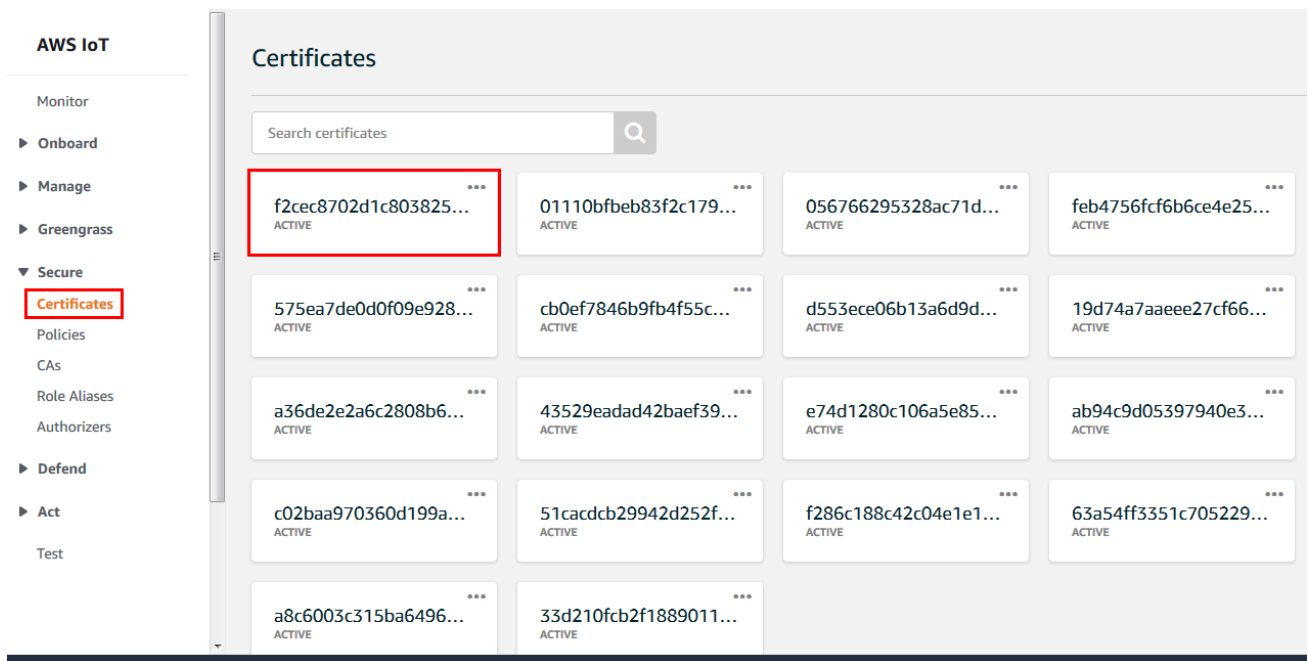 AWS IoT
Monitor
Onboard
Manage
Greengrass
Secure
Certificates
Policies
CAs
Role Aliases
Authorizers
Defend
Act
Test
Certificates
Search certificates
f2cec8702d1c803825...
ACTIVE
01110bfbeb83f2c179...
ACTIVE
056766295328ac71d...
ACTIVE
feb4756fcf6b6ce4e25...
ACTIVE
575ea7de0d0f09e928...
ACTIVE
cb0ef7846b9fb4f55c...
ACTIVE
d553ece06b13a6d9d...
ACTIVE
19d74a7aaeee27cf66...
ACTIVE
a36de2e2a6c2808b6...
ACTIVE
43529eadad42baef39...
ACTIVE
e74d1280c106a5e85...
ACTIVE
ab94c9d05397940e3...
ACTIVE
c02baa970360d199a...
ACTIVE
51cacdcb29942d252f...
ACTIVE
f286c188c42c04e1e1...
ACTIVE
63a54ff3351c705229...
ACTIVE
a8c6003c315ba6496...
ACTIVE
33d210fcb2f1889011...
ACTIVE